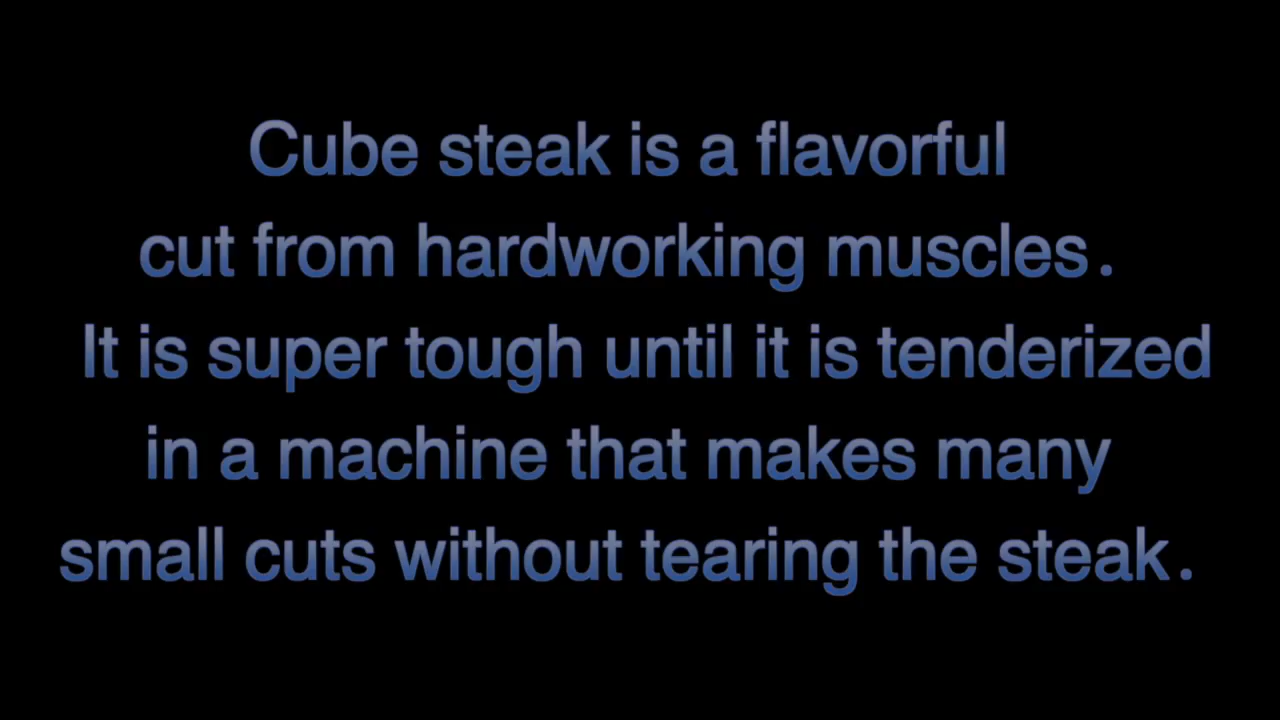 Cube steak is a flavorful
cut from hardworking muscles.
It is super tough until it is tenderized
in a machine that makes many
small cuts without tearing the steak.